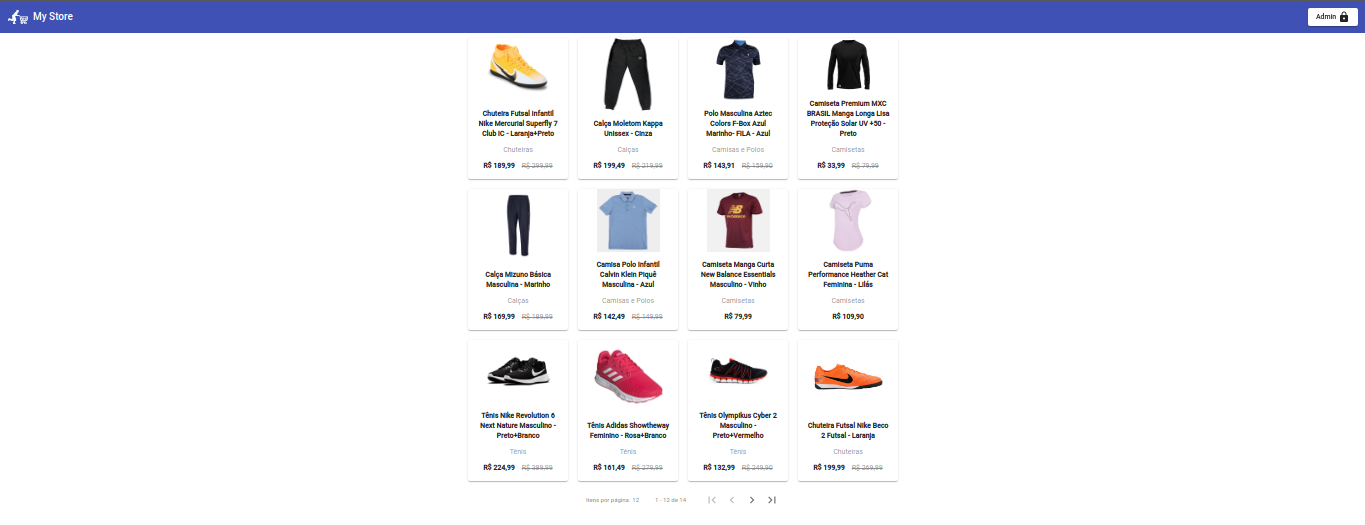 My Store
Admin
Chuteira Futsal Infantil
Nike Mercurial Superfly 7
Club IC - Laranja+Preto
Chuteiras
R$ 189,99 R$ 299,99
Calça Moletom Kappa
Unissex - Cinza
Calças
R$ 199,49 R$ 219,99
Polo Masculina Aztec
Colors F-Box Azul
Marinho- FILA - Azul
Camisas e Polos
R$ 143,91 R$ 159,90
Camiseta Premium MXC
BRASIL Manga Longa Lisa
Proteção Solar UV +50 -
Preto
Camisetas
R$ 33,99 R$ 79,99
Calça Mizuno Básica
Masculina - Marinho
Calças
R$ 169,99 R$ 189,99
Camisa Polo Infantil
Calvin Klein Piquê
Masculina - Azul
Camisas e Polos
R$ 142,49 R$ 149,99
Camiseta Manga Curta
New Balance Essentials
Masculino - Vinho
Camisetas
R$ 79,99
Camiseta Puma
Performance Heather Cat
Feminina - Lilás
Camisetas
R$ 109,90
Tênis Nike Revolution 6
Next Nature Masculino -
Preto+Branco
Tênis
R$ 224,99 R$ 389,99
Tênis Adidas Showtheway
Feminino - Rosa+Branco
Tênis
R$ 161,49 R$ 279,99
Tênis Olympikus Cyber 2
Masculino -
Preto+Vermelho
Tênis
R$ 132,99 R$ 249,90
Chuteira Futsal Nike Beco
2 Futsal - Laranja
Chuteiras
R$ 199,99 R$ 269,99
Itens por página: 12 1 - 12 de 14